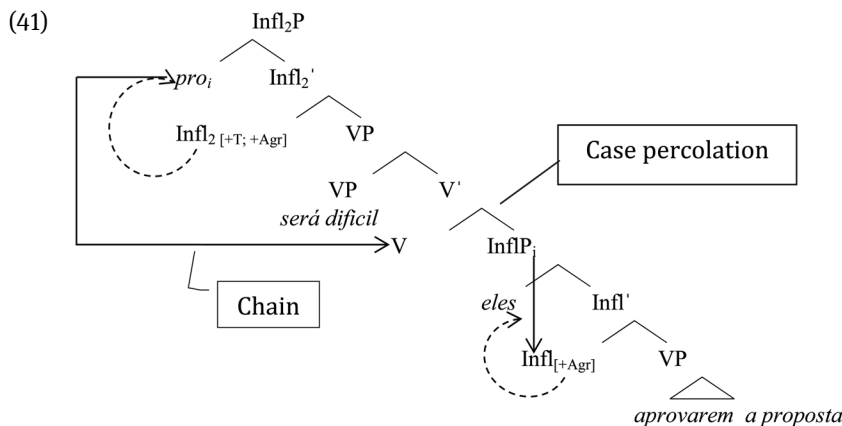 (41)
Infl₂P
proᵢ Infl₂'
Infl₂ [+T; +Agr] VP
Case percolation
VP V'
será dificil
V InflPᵢ
Chain
eles Infl'
Infl[+Agr] VP
aprovarem a proposta